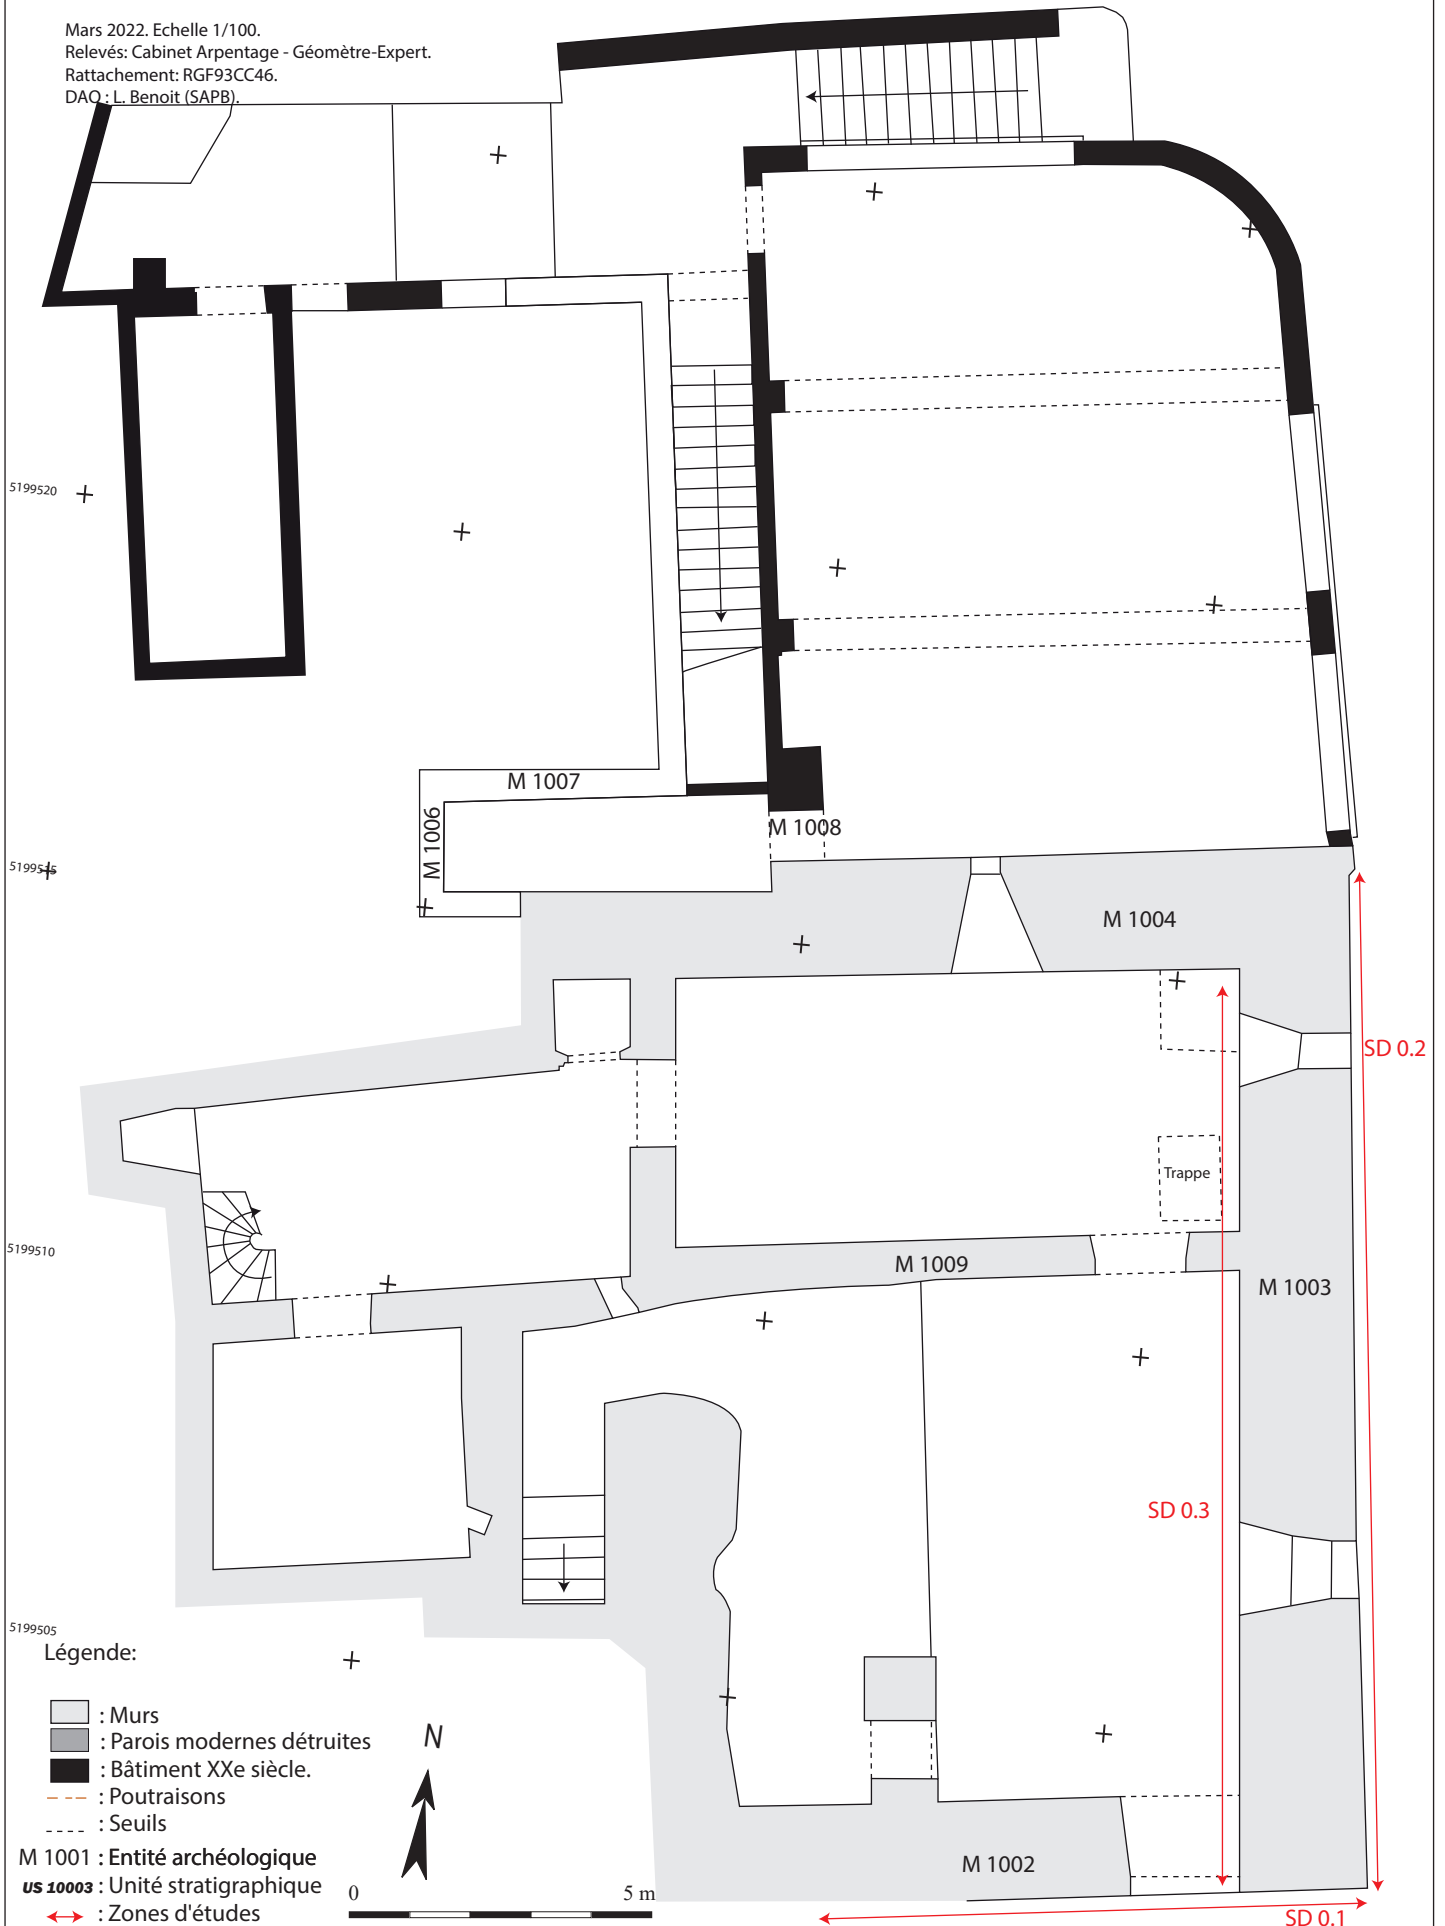 Mars 2022. Echelle 1/100.
Relevés: Cabinet Arpentage - Géomètre-Expert.
Rattachement: RGF93CC46.
DAO : L. Benoit (SAPB).
5199520
M 1007
M 1006
M 1008
5199515
M 1004
SD 0.2
Trappe
5199510
M 1009
M 1003
SD 0.3
5199505
Légende:
: Murs
: Parois modernes détruites
: Bâtiment XXe siècle.
: Poutraisons
: Seuils
M 1001 : Entité archéologique
US 10003 : Unité stratigraphique
: Zones d'études
N
0
5 m
M 1002
SD 0.1